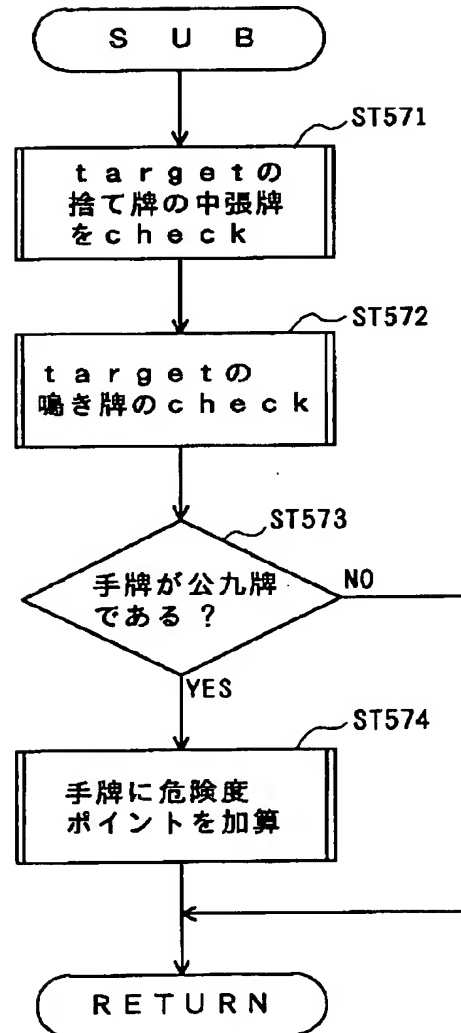 SUB
ST571
targetの
捨て牌の中張牌
をcheck
ST572
targetの
鳴き牌のcheck
ST573
手牌が公九牌
である？
NO
YES
ST574
手牌に危険度
ポイントを加算
RETURN